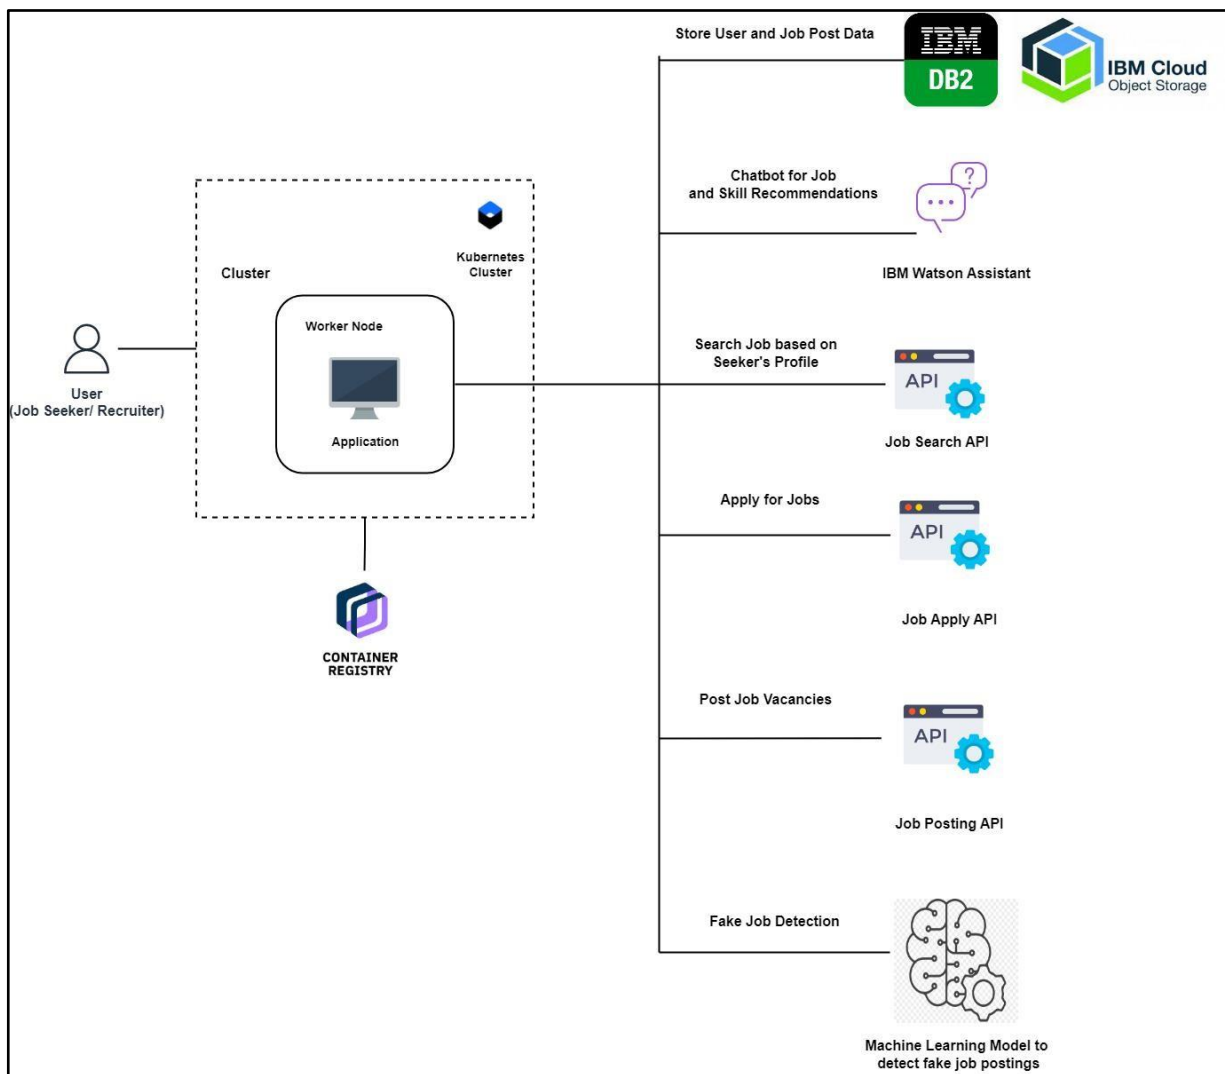 Store User and Job Post Data
IBM
DB2
IBM Cloud
Object Storage
Chatbot for Job
and Skill Recommendations
?
IBM Watson Assistant
Kubernetes
Cluster
Cluster
Worker Node
Application
User
(Job Seeker/ Recruiter)
Search Job based on
Seeker's Profile
API
Job Search API
Apply for Jobs
API
Job Apply API
CONTAINER
REGISTRY
Post Job Vacancies
API
Job Posting API
Fake Job Detection
Machine Learning Model to
detect fake job postings